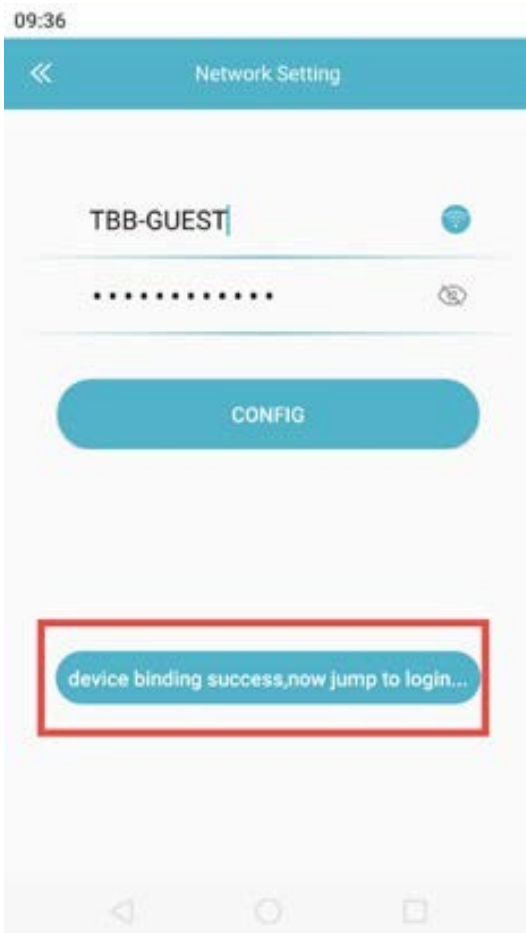 09:36
Network Setting
TBB-GUEST
••••••••••••
CONFIG
device binding success,now jump to login...